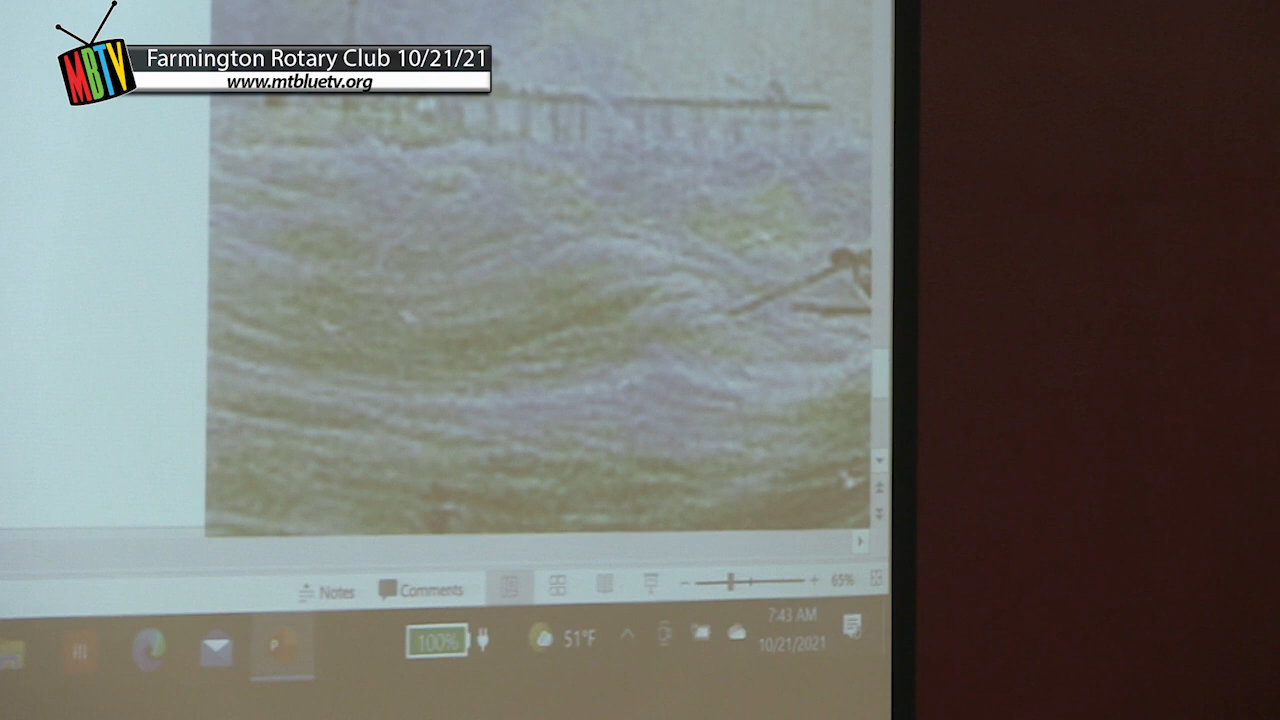 MBTV
Farmington Rotary Club 10/21/21
www.mtbluetv.org
Notes
Comments
65%
P
100%
51°F
7:43 AM
10/21/2021